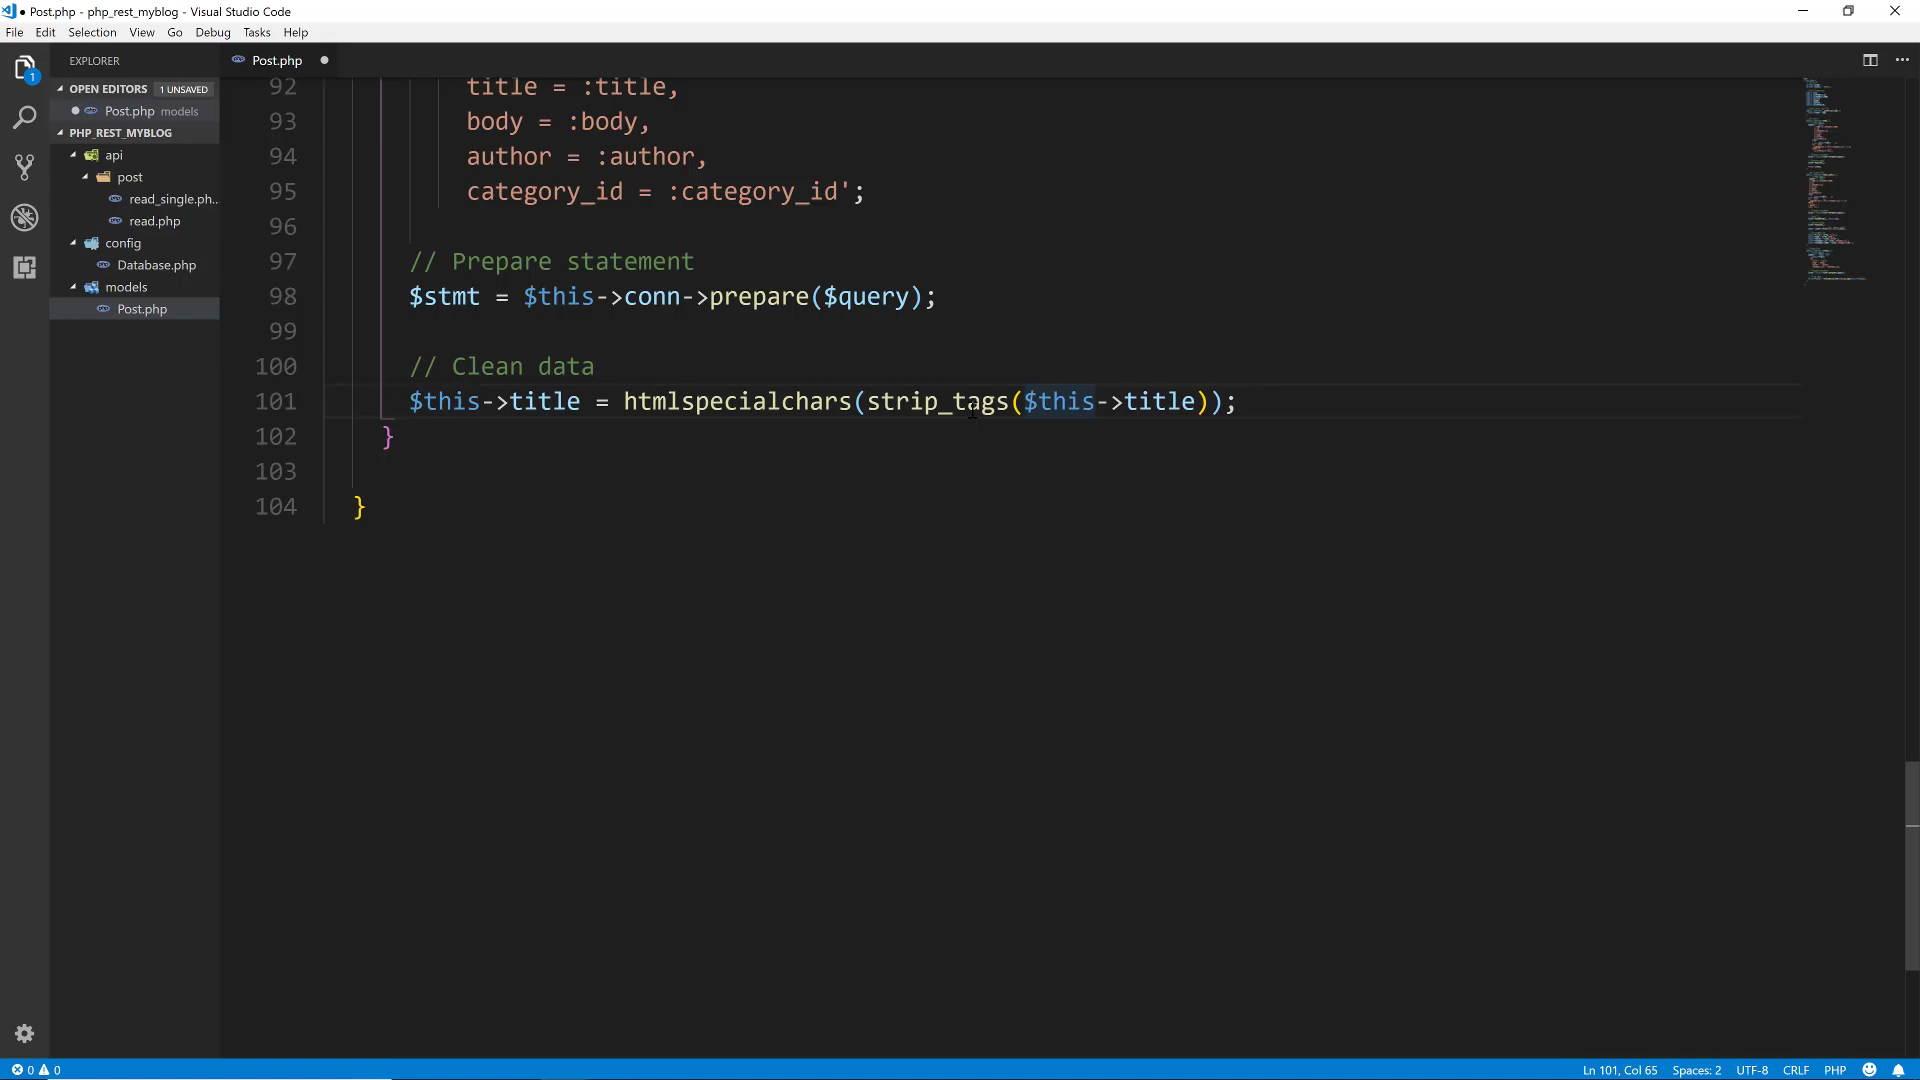 ● Post.php - php_rest_myblog - Visual Studio Code
File Edit Selection View Go Debug Tasks Help
EXPLORER
Post.php
OPEN EDITORS 1 UNSAVED
Post.php models
PHP_REST_MYBLOG
api
post
read_single.ph...
read.php
config
Database.php
models
Post.php
1
92 title = :title,
93 body = :body,
94 author = :author,
95 category_id = :category_id';
96
97 // Prepare statement
98 $stmt = $this->conn->prepare($query);
99
100 // Clean data
101 $this->title = htmlspecialchars(strip_tags($this->title));
102 }
103
104 }
0 0 Ln 101, Col 65 Spaces: 2 UTF-8 CRLF PHP